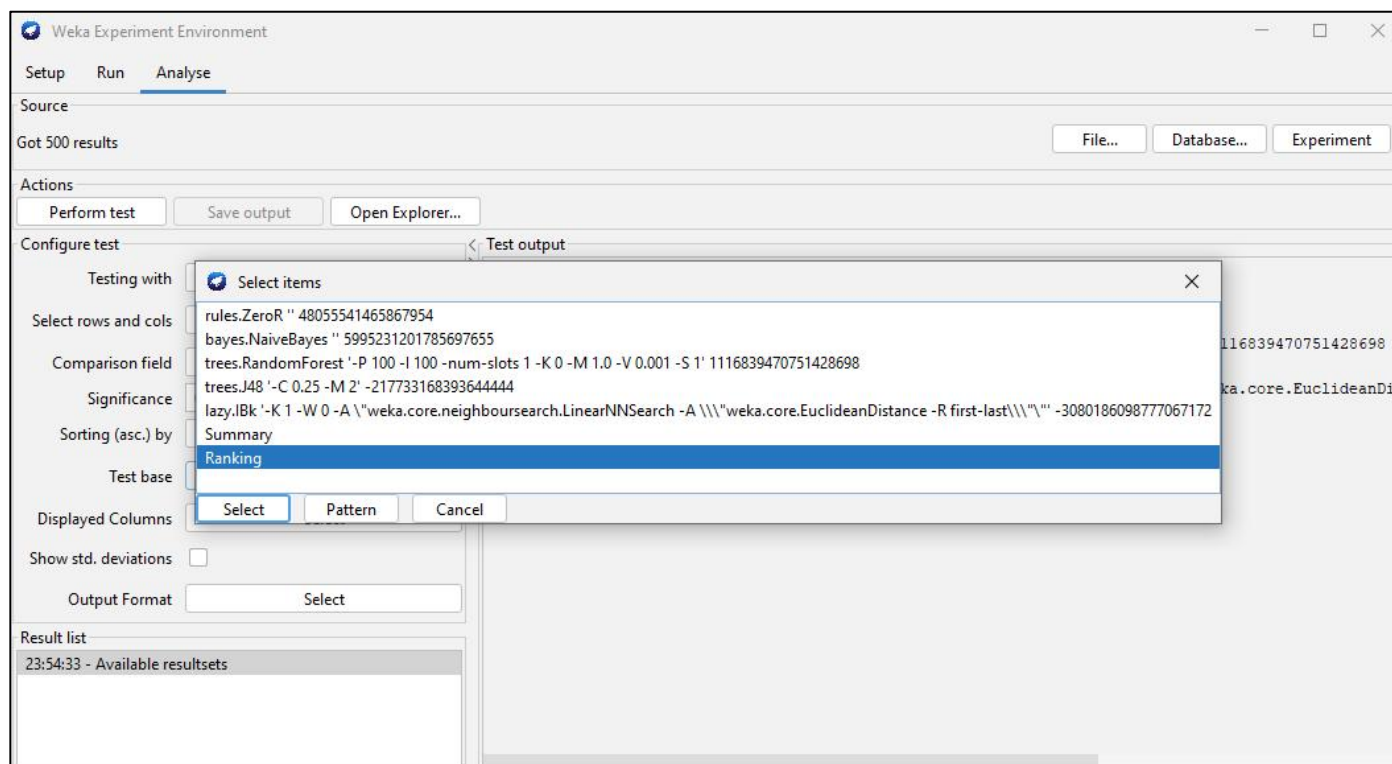 Weka Experiment Environment
Setup Run Analyse
Source
Got 500 results
File... Database... Experiment
Actions
Perform test Save output Open Explorer...
Configure test
Test output
Testing with
Select rows and cols
Comparison field
Significance
Sorting (asc.) by
Test base
Displayed Columns
Show std. deviations
Output Format Select
Select items
rules.ZeroR '' 48055541465867954
bayes.NaiveBayes '' 5995231201785697655
trees.RandomForest '-P 100 -I 100 -num-slots 1 -K 0 -M 1.0 -V 0.001 -S 1' 1116839470751428698
trees.J48 '-C 0.25 -M 2' -217733168393644444
lazy.IBk '-K 1 -W 0 -A \"weka.core.neighboursearch.LinearNNSearch -A \\\"weka.core.EuclideanDistance -R first-last\\\"\"' -3080186098777067172
Summary
Ranking
Select Pattern Cancel
1116839470751428698
ka.core.EuclideanDi
Result list
23:54:33 - Available resultsets